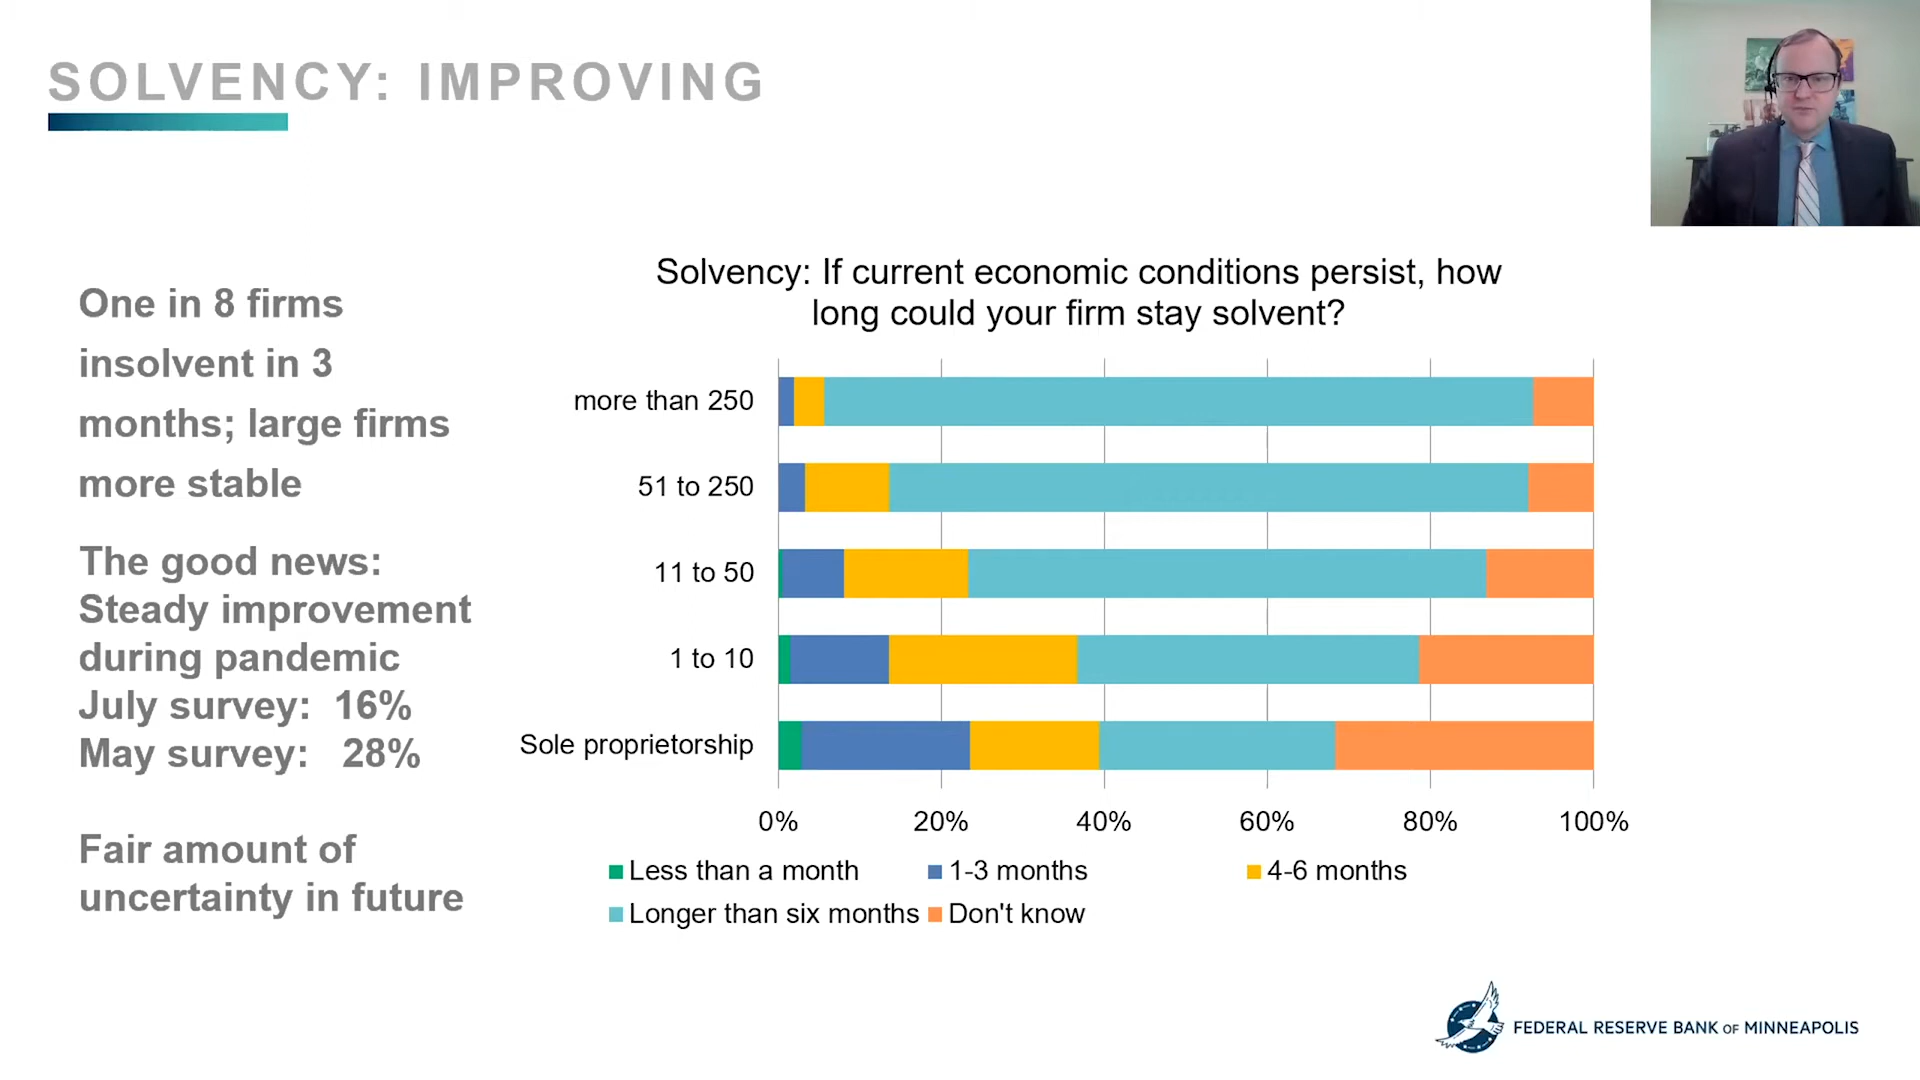 SOLVENCY: IMPROVING
One in 8 firms
insolvent in 3
months; large firms
more stable
The good news:
Steady improvement
during pandemic
July survey: 16%
May survey: 28%
Fair amount of
uncertainty in future
Solvency: If current economic conditions persist, how
long could your firm stay solvent?
more than 250
51 to 250
11 to 50
1 to 10
Sole proprietorship
0% 20% 40% 60% 80% 100%
Less than a month 1-3 months 4-6 months
Longer than six months Don't know
FEDERAL RESERVE BANK OF MINNEAPOLIS